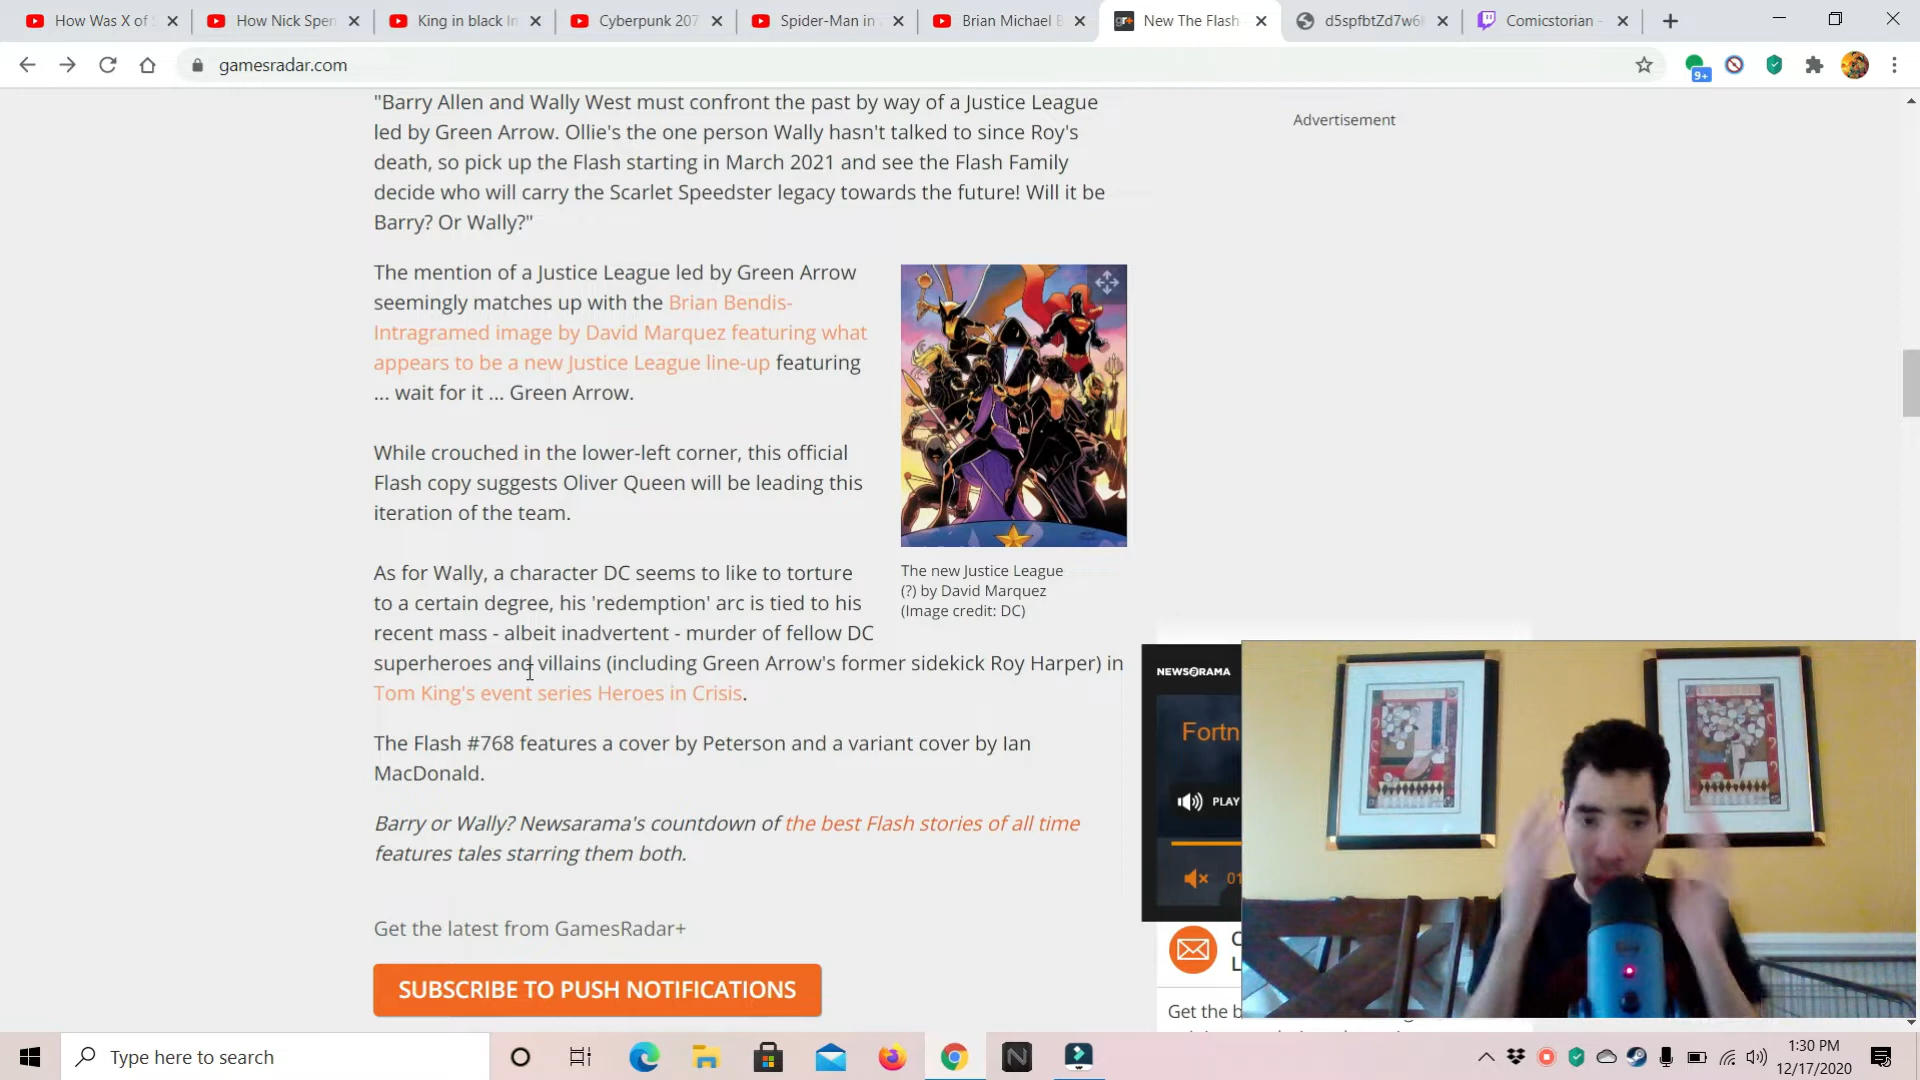 How Was X of S
How Nick Spen
King in black In
Cyberpunk 207
Spider-Man in
Brian Michael B
New The Flash
d5spfbtZd7w6
Comicstorian -
gamesradar.com
9+
"Barry Allen and Wally West must confront the past by way of a Justice League
led by Green Arrow. Ollie's the one person Wally hasn't talked to since Roy's
death, so pick up the Flash starting in March 2021 and see the Flash Family
decide who will carry the Scarlet Speedster legacy towards the future! Will it be
Barry? Or Wally?"
Advertisement
The mention of a Justice League led by Green Arrow
seemingly matches up with the Brian Bendis-
Intragramed image by David Marquez featuring what
appears to be a new Justice League line-up featuring
... wait for it ... Green Arrow.
While crouched in the lower-left corner, this official
Flash copy suggests Oliver Queen will be leading this
iteration of the team.
The new Justice League
(?) by David Marquez
(Image credit: DC)
As for Wally, a character DC seems to like to torture
to a certain degree, his 'redemption' arc is tied to his
recent mass - albeit inadvertent - murder of fellow DC
superheroes and villains (including Green Arrow's former sidekick Roy Harper) in
Tom King's event series Heroes in Crisis.
The Flash #768 features a cover by Peterson and a variant cover by Ian
MacDonald.
Barry or Wally? Newsarama's countdown of the best Flash stories of all time
features tales starring them both.
Get the latest from GamesRadar+
SUBSCRIBE TO PUSH NOTIFICATIONS
NEWSARAMA
Fortn
PLAY
01
Get the b
Type here to search
1:30 PM
12/17/2020